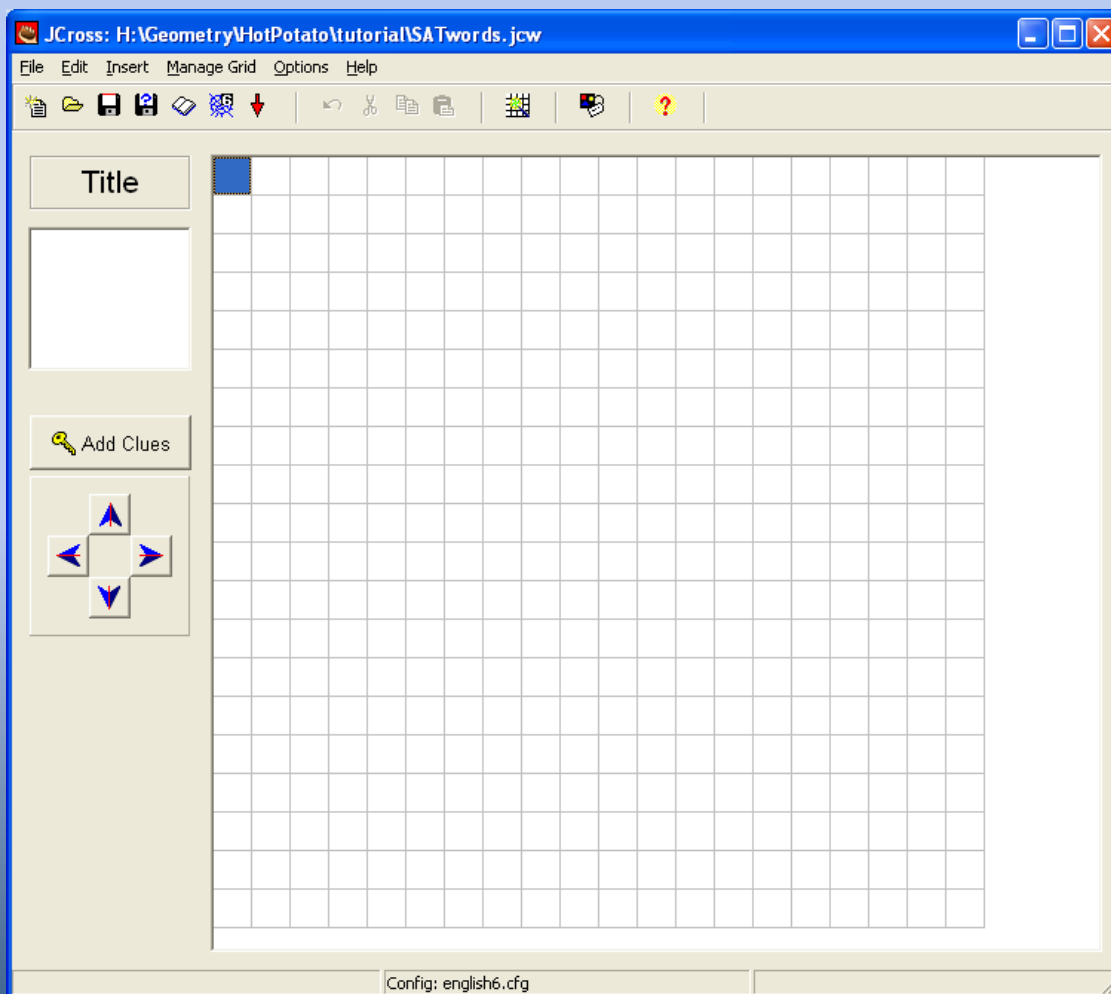 JCross: H:\Geometry\HotPotato\tutorial\SATwords.jcw
File Edit Insert Manage Grid Options Help
Title
Add Clues
Config: english6.cfg